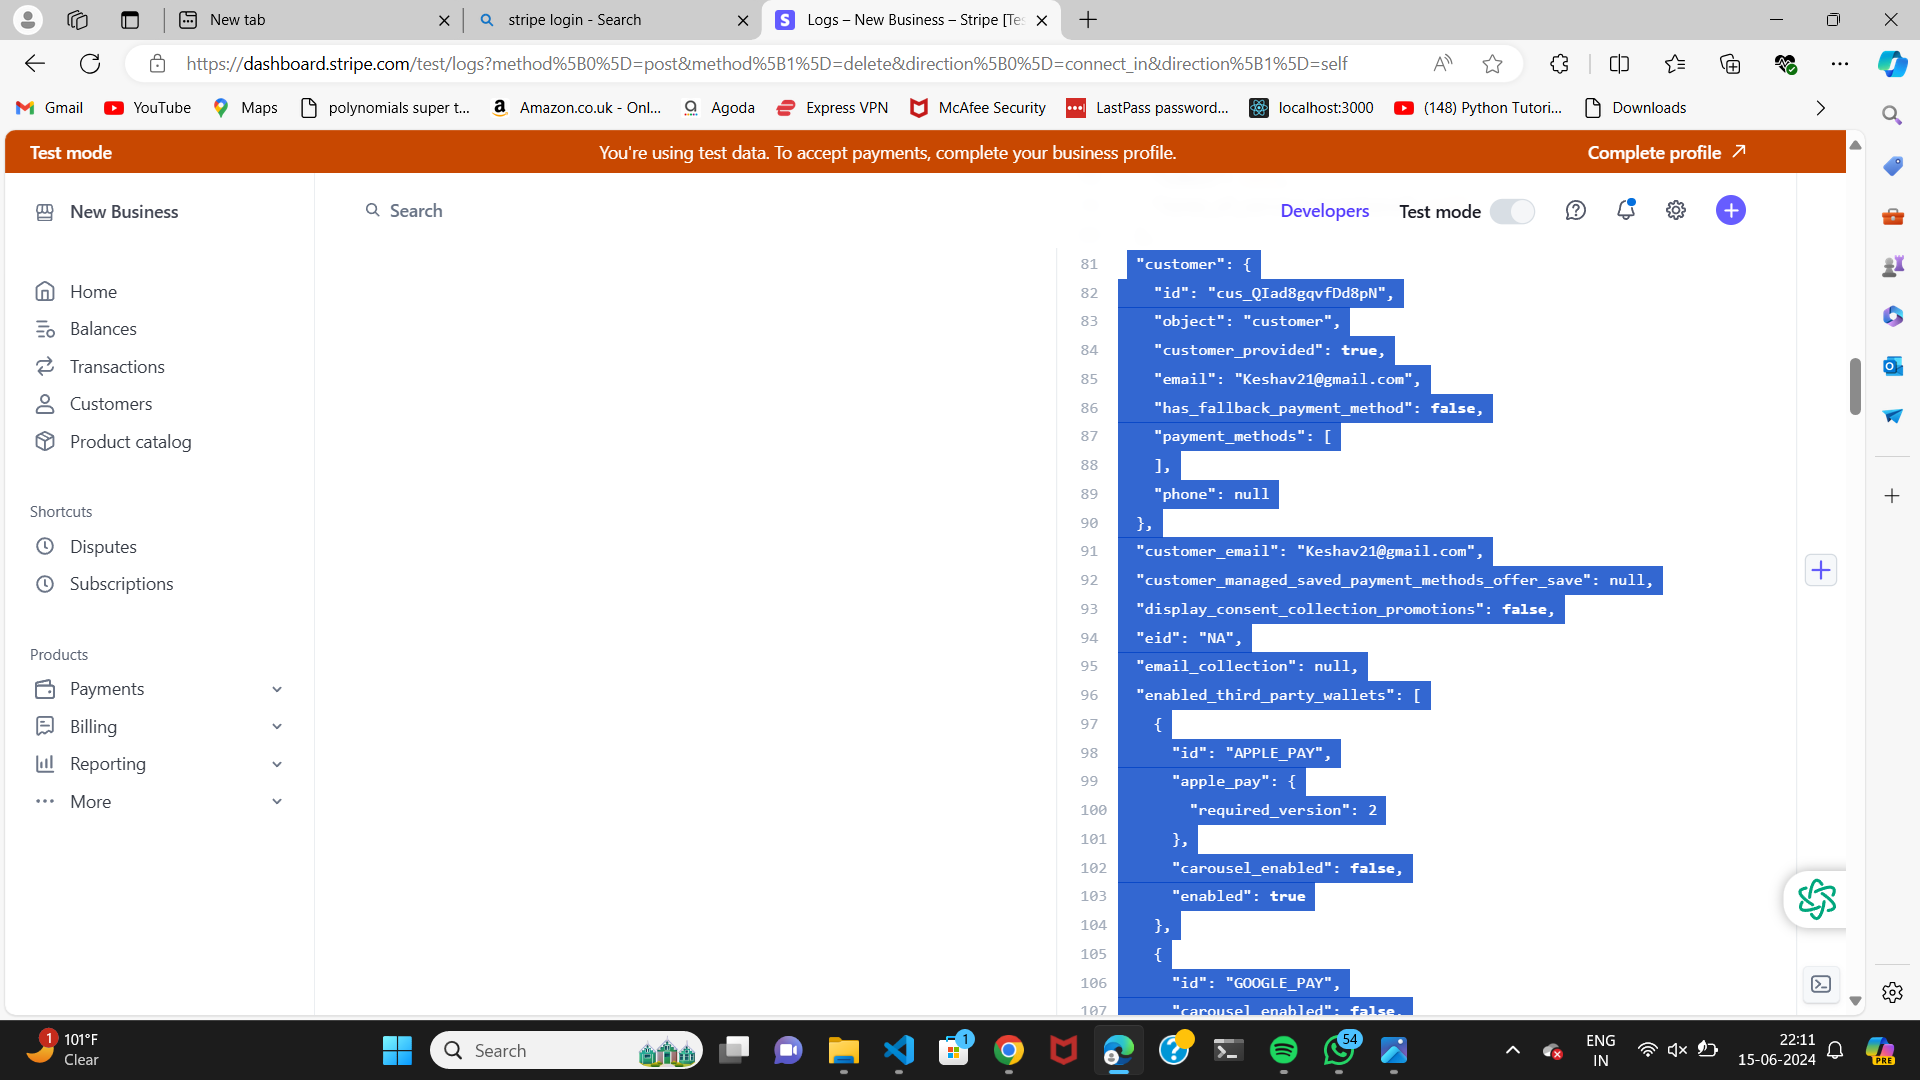 New tab
stripe login - Search
Logs – New Business – Stripe [Tes
https://dashboard.stripe.com/test/logs?method%5B0%5D=post&method%5B1%5D=delete&direction%5B0%5D=connect_in&direction%5B1%5D=self
Gmail YouTube Maps polynomials super t... Amazon.co.uk - Onl... Agoda Express VPN McAfee Security LastPass password... localhost:3000 (148) Python Tutori... Downloads
Test mode You're using test data. To accept payments, complete your business profile. Complete profile
New Business
Search
Developers Test mode
Home
Balances
Transactions
Customers
Product catalog
Shortcuts
Disputes
Subscriptions
Products
Payments
Billing
Reporting
More
81 "customer": {
82 "id": "cus_QIad8gqvfDd8pN",
83 "object": "customer",
84 "customer_provided": true,
85 "email": "Keshav21@gmail.com",
86 "has_fallback_payment_method": false,
87 "payment_methods": [
88 ],
89 "phone": null
90 },
91 "customer_email": "Keshav21@gmail.com",
92 "customer_managed_saved_payment_methods_offer_save": null,
93 "display_consent_collection_promotions": false,
94 "eid": "NA",
95 "email_collection": null,
96 "enabled_third_party_wallets": [
97 {
98 "id": "APPLE_PAY",
99 "apple_pay": {
100 "required_version": 2
101 },
102 "carousel_enabled": false,
103 "enabled": true
104 },
105 {
106 "id": "GOOGLE_PAY",
107 "carousel_enabled": false,
1
101°F
Clear
Search
1
54
ENG
IN
22:11
15-06-2024
PRE